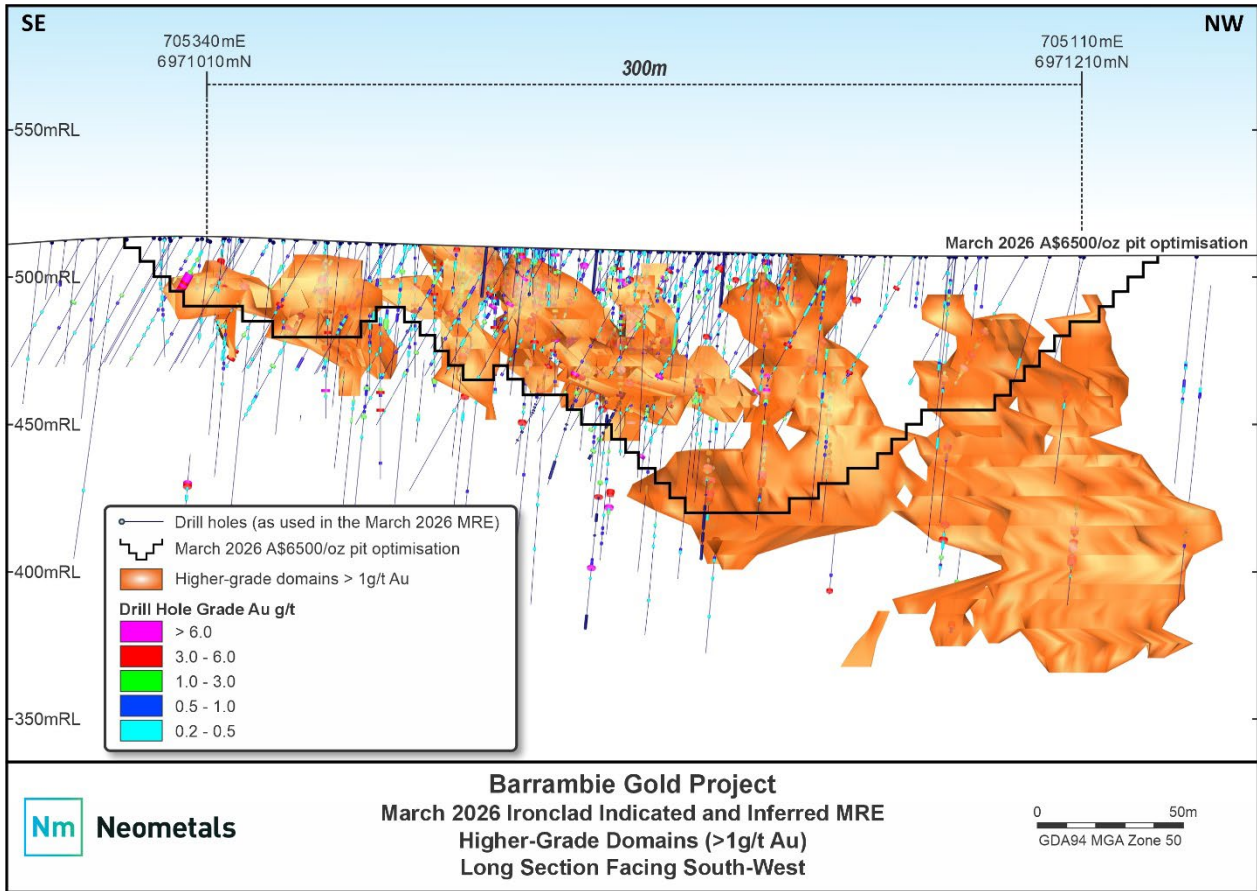 SE
NW
705340mE
6971010mN
705110mE
6971210mN
300m
550mRL
March 2026 A$6500/oz pit optimisation
500mRL
450mRL
400mRL
350mRL
Drill holes (as used in the March 2026 MRE)
March 2026 A$6500/oz pit optimisation
Higher-grade domains > 1g/t Au
Drill Hole Grade Au g/t
> 6.0
3.0 - 6.0
1.0 - 3.0
0.5 - 1.0
0.2 - 0.5
Nm Neometals
Barrambie Gold Project
March 2026 Ironclad Indicated and Inferred MRE
Higher-Grade Domains (>1g/t Au)
Long Section Facing South-West
0 50m
GDA94 MGA Zone 50